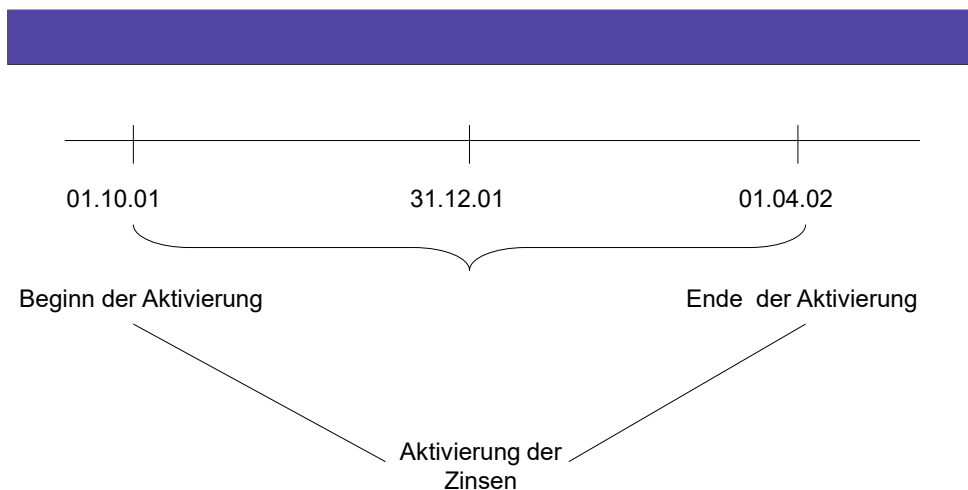 01.10.01 31.12.01 01.04.02
Beginn der Aktivierung Ende der Aktivierung
Aktivierung der
Zinsen